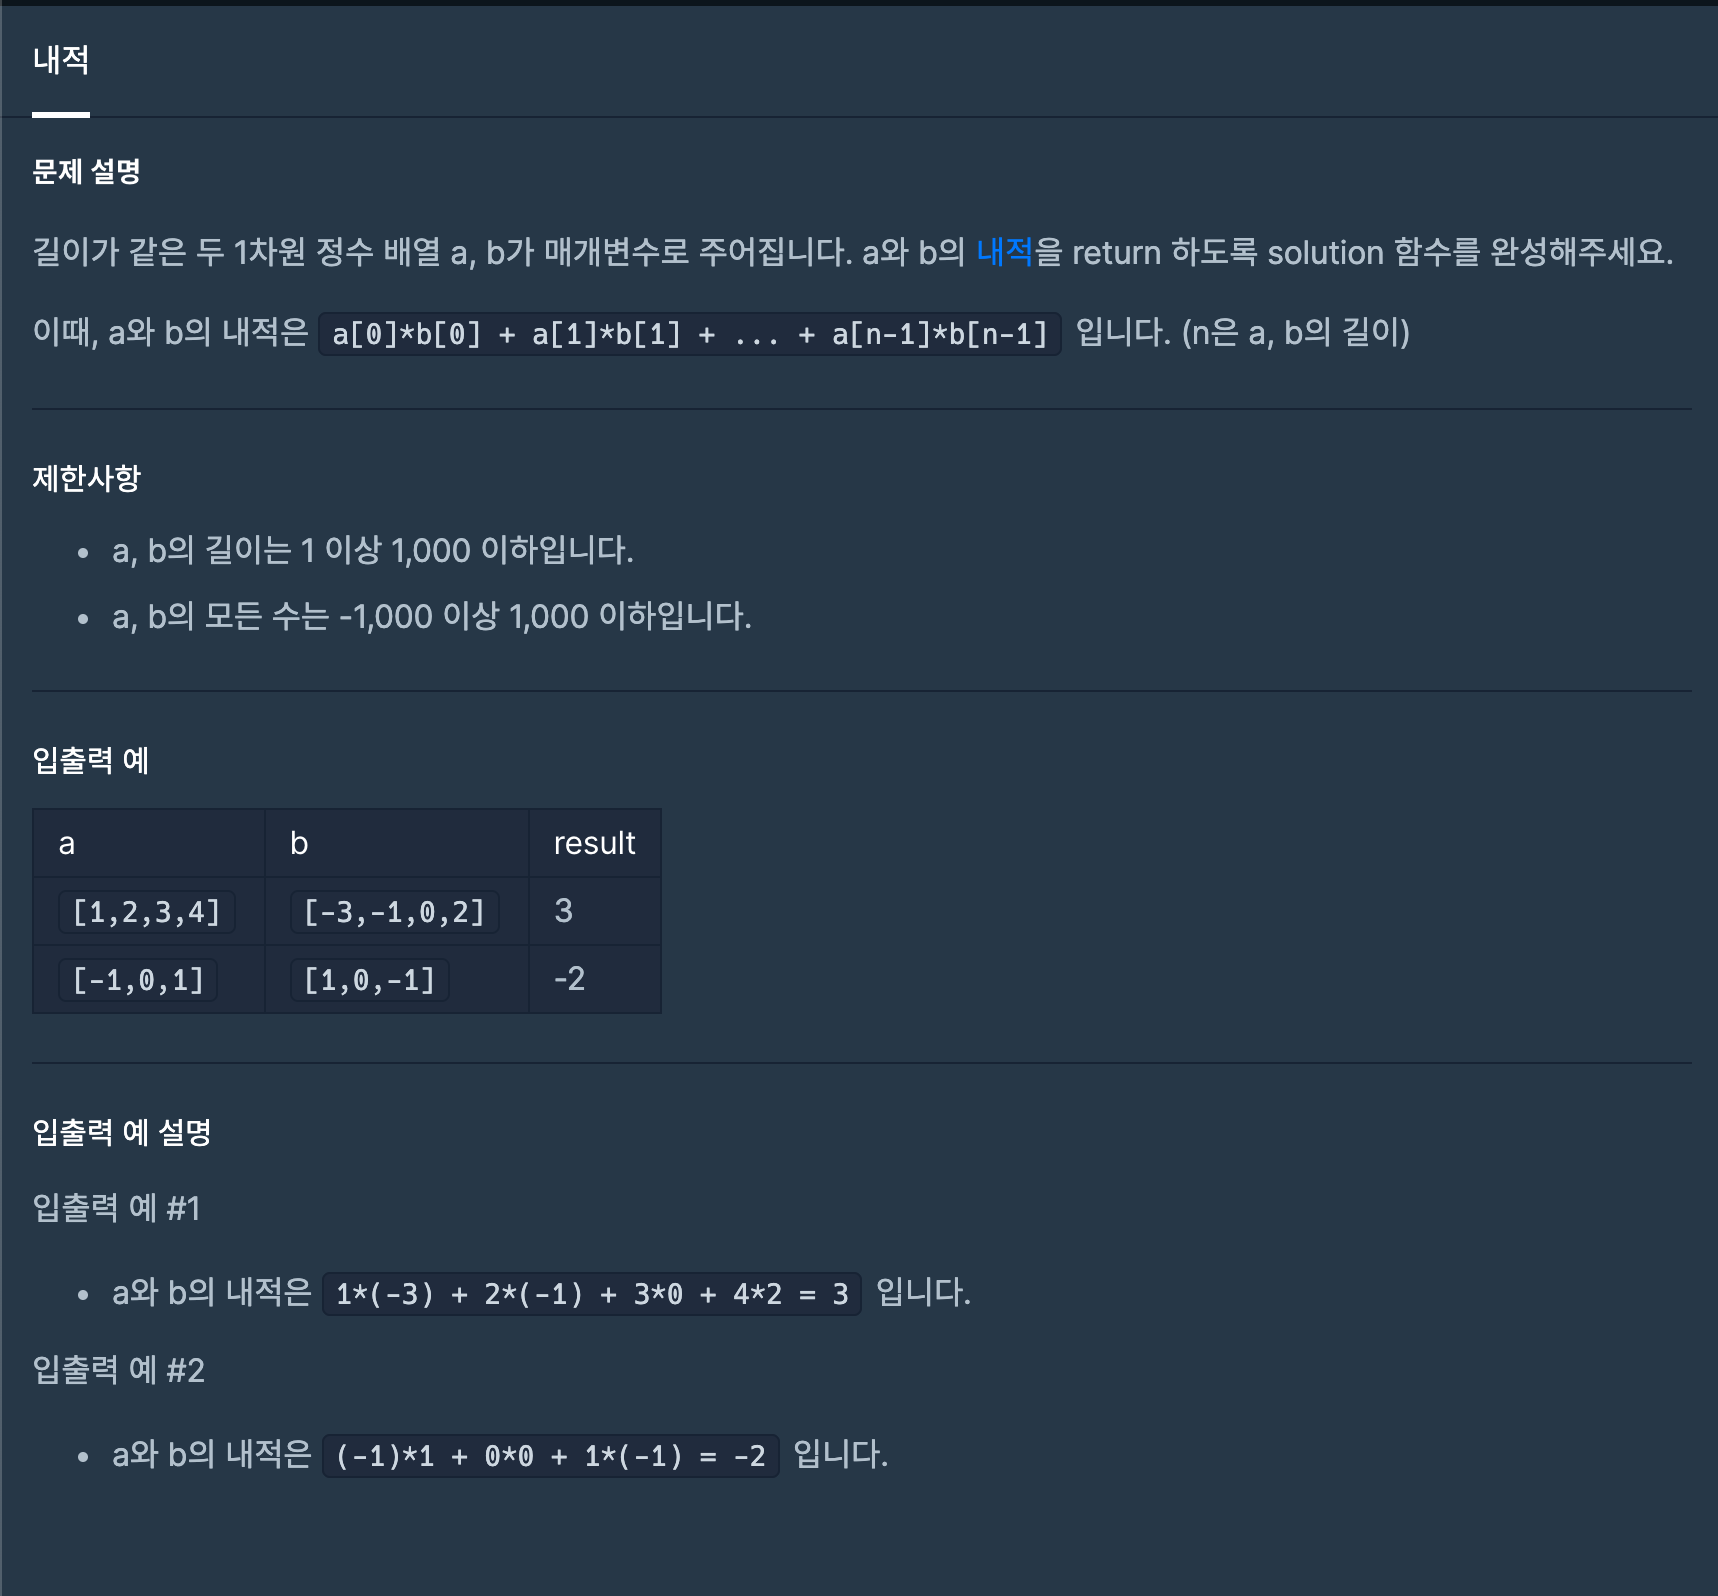 내적
문제 설명
길이가 같은 두 1차원 정수 배열 a, b가 매개변수로 주어집니다. a와 b의 내적을 return 하도록 solution 함수를 완성해주세요.
이때, a와 b의 내적은 a[0]*b[0] + a[1]*b[1] + ... + a[n-1]*b[n-1] 입니다. (n은 a, b의 길이)
제한사항
• a, b의 길이는 1 이상 1,000 이하입니다.
• a, b의 모든 수는 -1,000 이상 1,000 이하입니다.
입출력 예
a b result
[1,2,3,4] [-3,-1,0,2] 3
[-1,0,1] [1,0,-1] -2
입출력 예 설명
입출력 예 #1
• a와 b의 내적은 1*(-3) + 2*(-1) + 3*0 + 4*2 = 3 입니다.
입출력 예 #2
• a와 b의 내적은 (-1)*1 + 0*0 + 1*(-1) = -2 입니다.